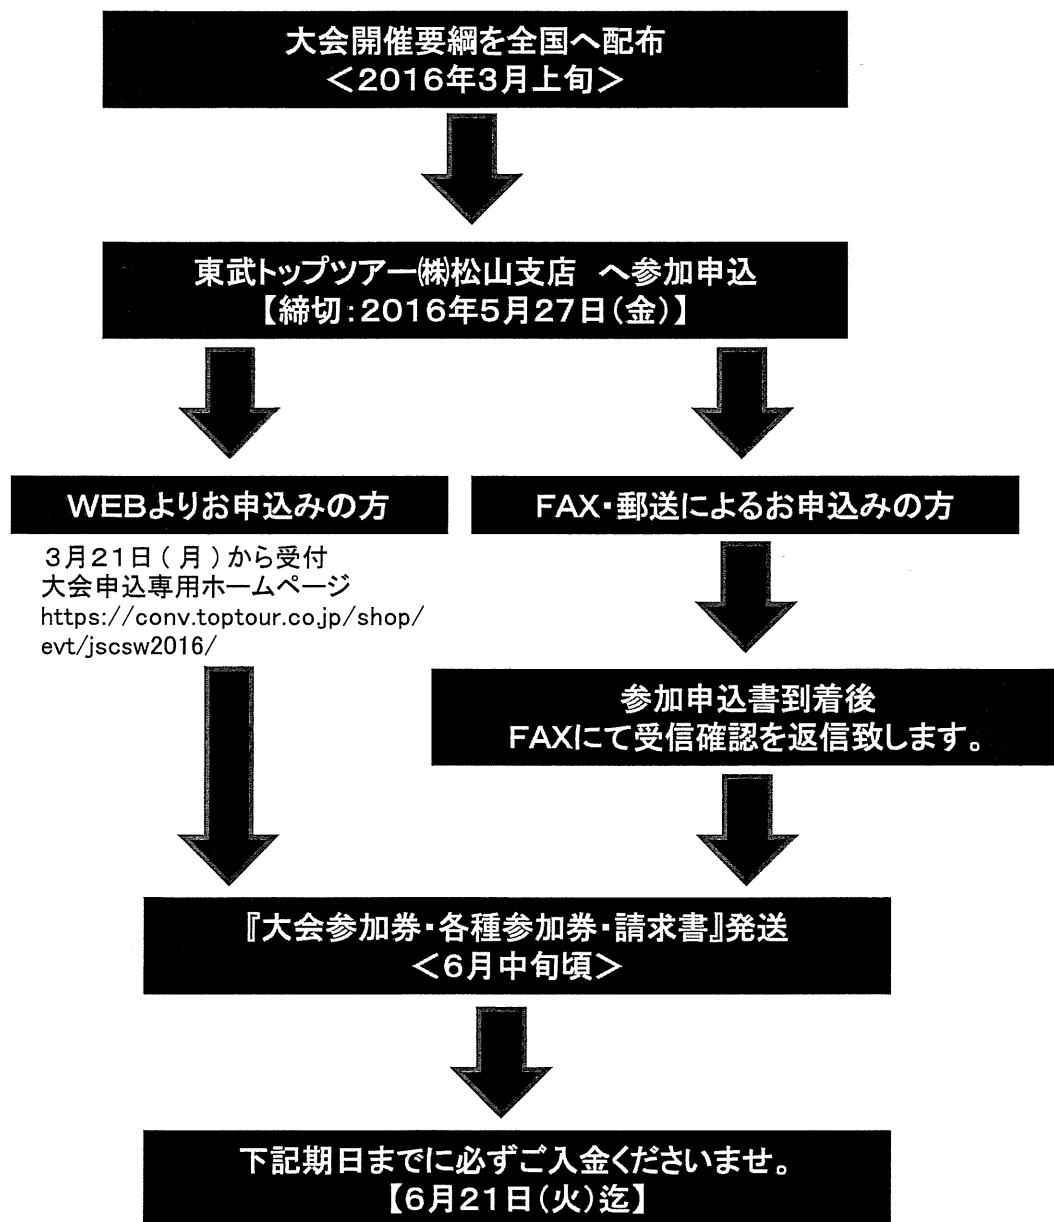 大会開催要綱を全国へ配布
＜２０１６年３月上旬＞
東武トップツアー㈱松山支店　へ参加申込
【締切：２０１６年５月２７日（金）】
ＷＥＢよりお申込みの方
ＦＡＸ・郵送によるお申込みの方
３月２１日（月）から受付
大会申込専用ホームページ
https://conv.toptour.co.jp/shop/
evt/jscsw2016/
参加申込書到着後
ＦＡＸにて受信確認を返信致します。
『大会参加券・各種参加券・請求書』発送
＜６月中旬頃＞
下記期日までに必ずご入金くださいませ。
【６月２１日（火）迄】